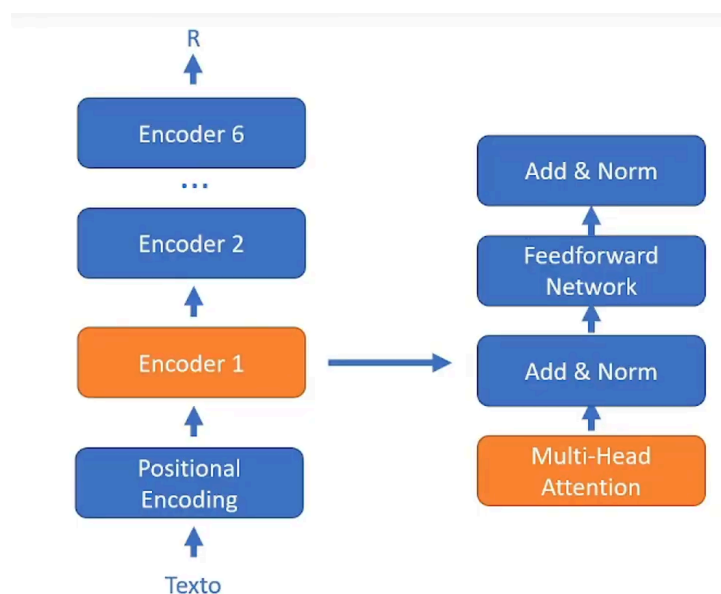 R
Encoder 6
...
Encoder 2
Encoder 1
Positional
Encoding
Texto
Add & Norm
Feedforward
Network
Add & Norm
Multi-Head
Attention